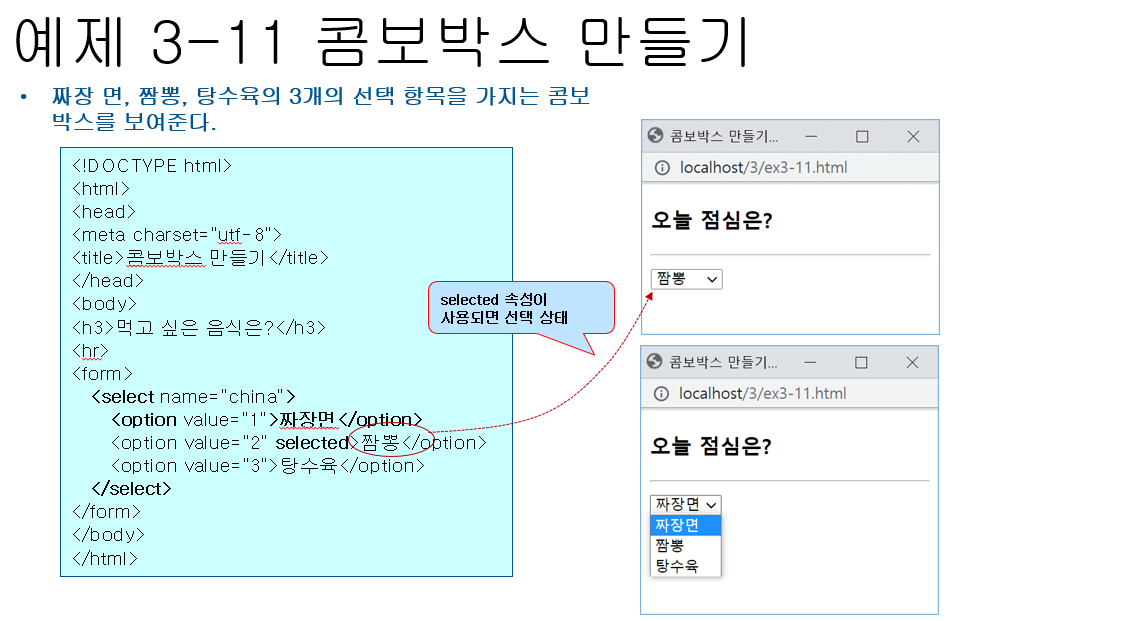 예제 3-11 콤보박스 만들기
• 짜장 면, 짬뽕, 탕수육의 3개의 선택 항목을 가지는 콤보
박스를 보여준다.
<!DOCTYPE html>
<html>
<head>
<meta charset="utf-8">
<title>콤보박스 만들기</title>
</head>
<body>
<h3>먹고 싶은 음식은?</h3>
<hr>
<form>
<select name="china">
<option value="1">짜장면</option>
<option value="2" selected>짬뽕</option>
<option value="3">탕수육</option>
</select>
</form>
</body>
</html>
selected 속성이
사용되면 선택 상태
콤보박스 만들기...
localhost/3/ex3-11.html
오늘 점심은?
짬뽕
콤보박스 만들기...
localhost/3/ex3-11.html
오늘 점심은?
짜장면
짜장면
짬뽕
탕수육